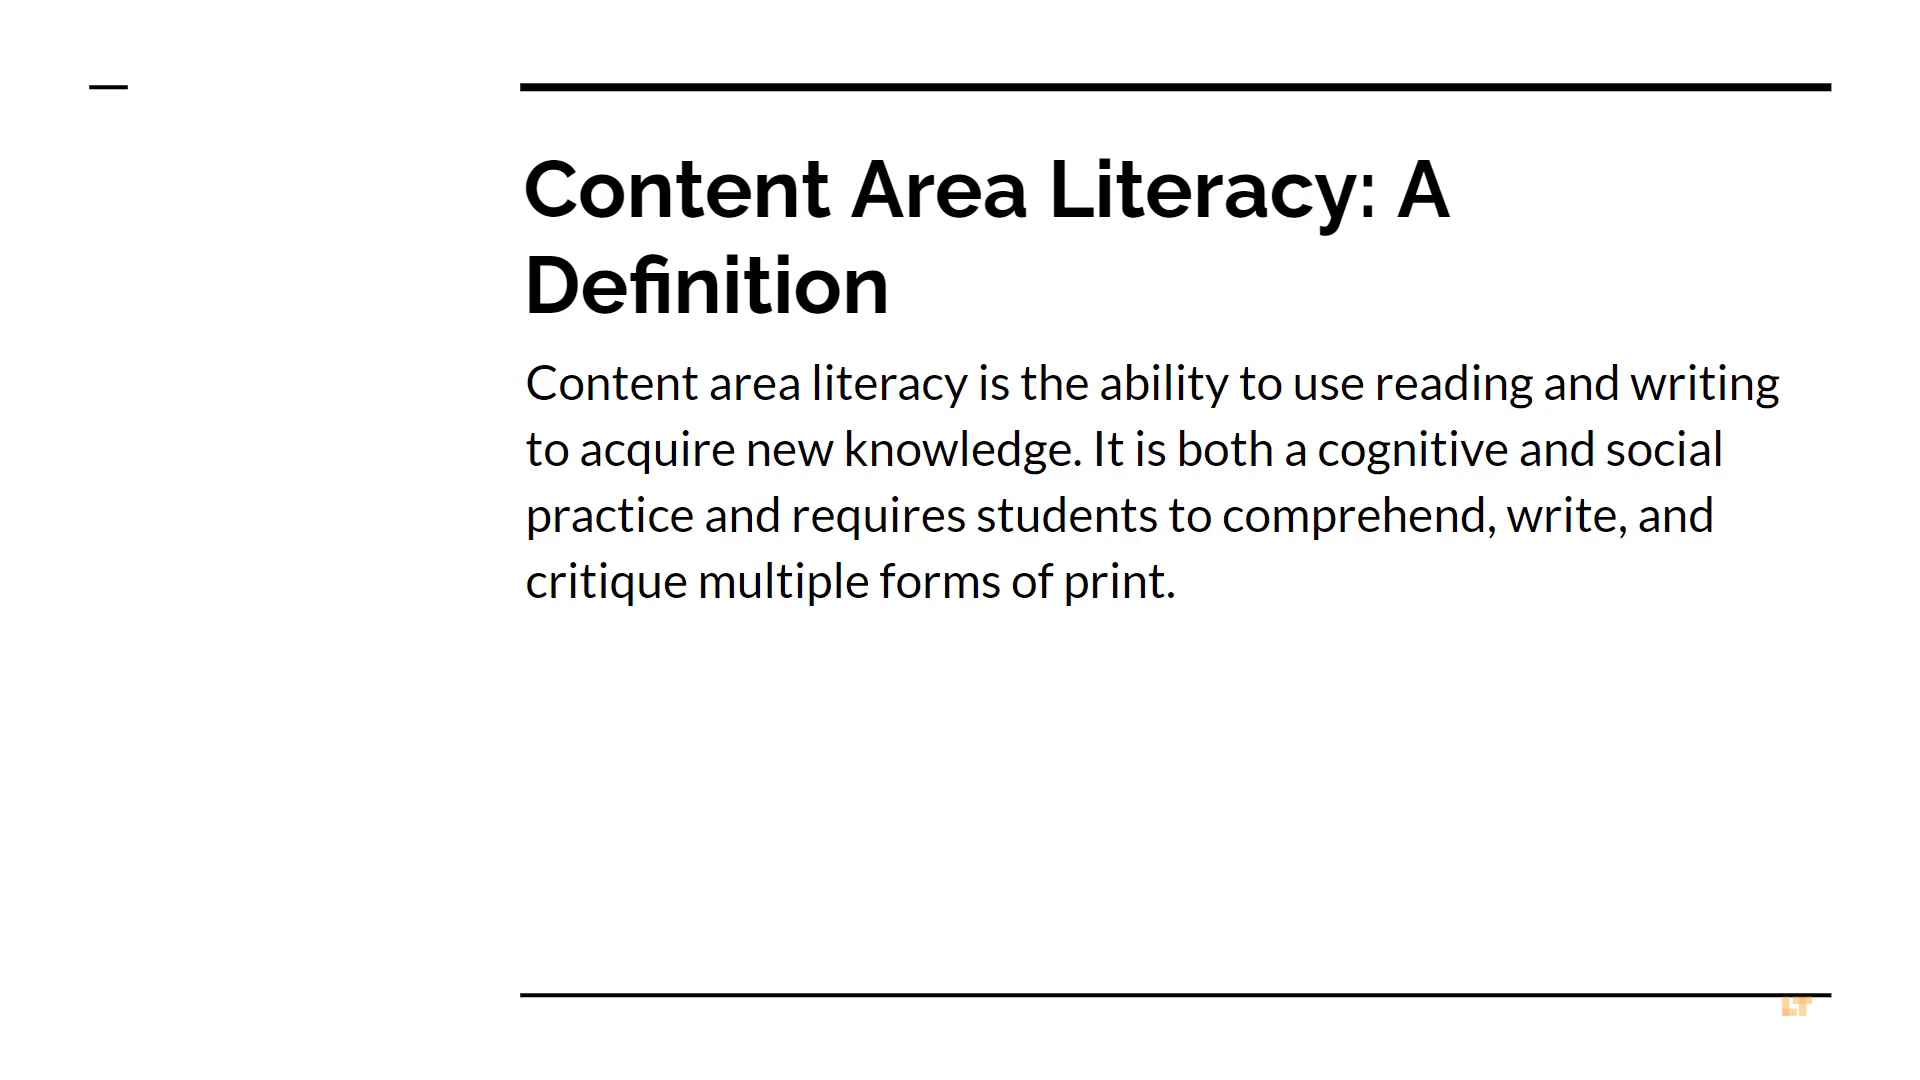 Content Area Literacy: A
Definition
Content area literacy is the ability to use reading and writing
to acquire new knowledge. It is both a cognitive and social
practice and requires students to comprehend, write, and
critique multiple forms of print.
LT